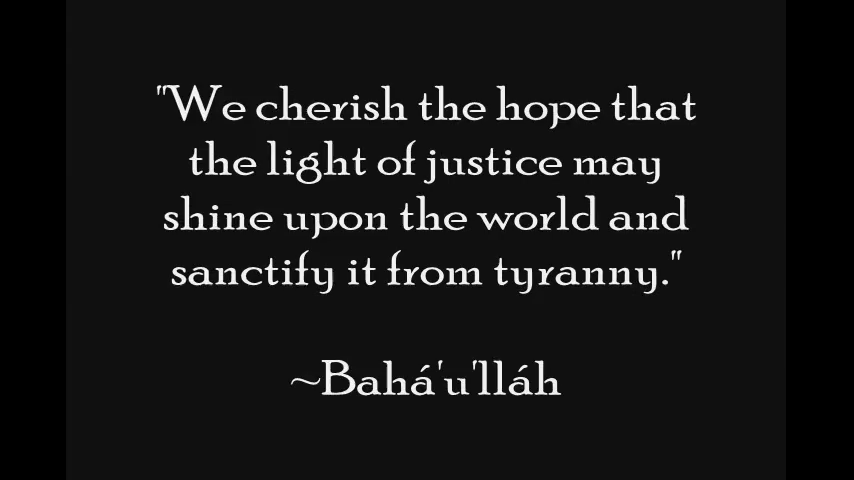 "We cherish the hope that
the light of justice may
shine upon the world and
sanctify it from tyranny."
~Bahá'u'lláh